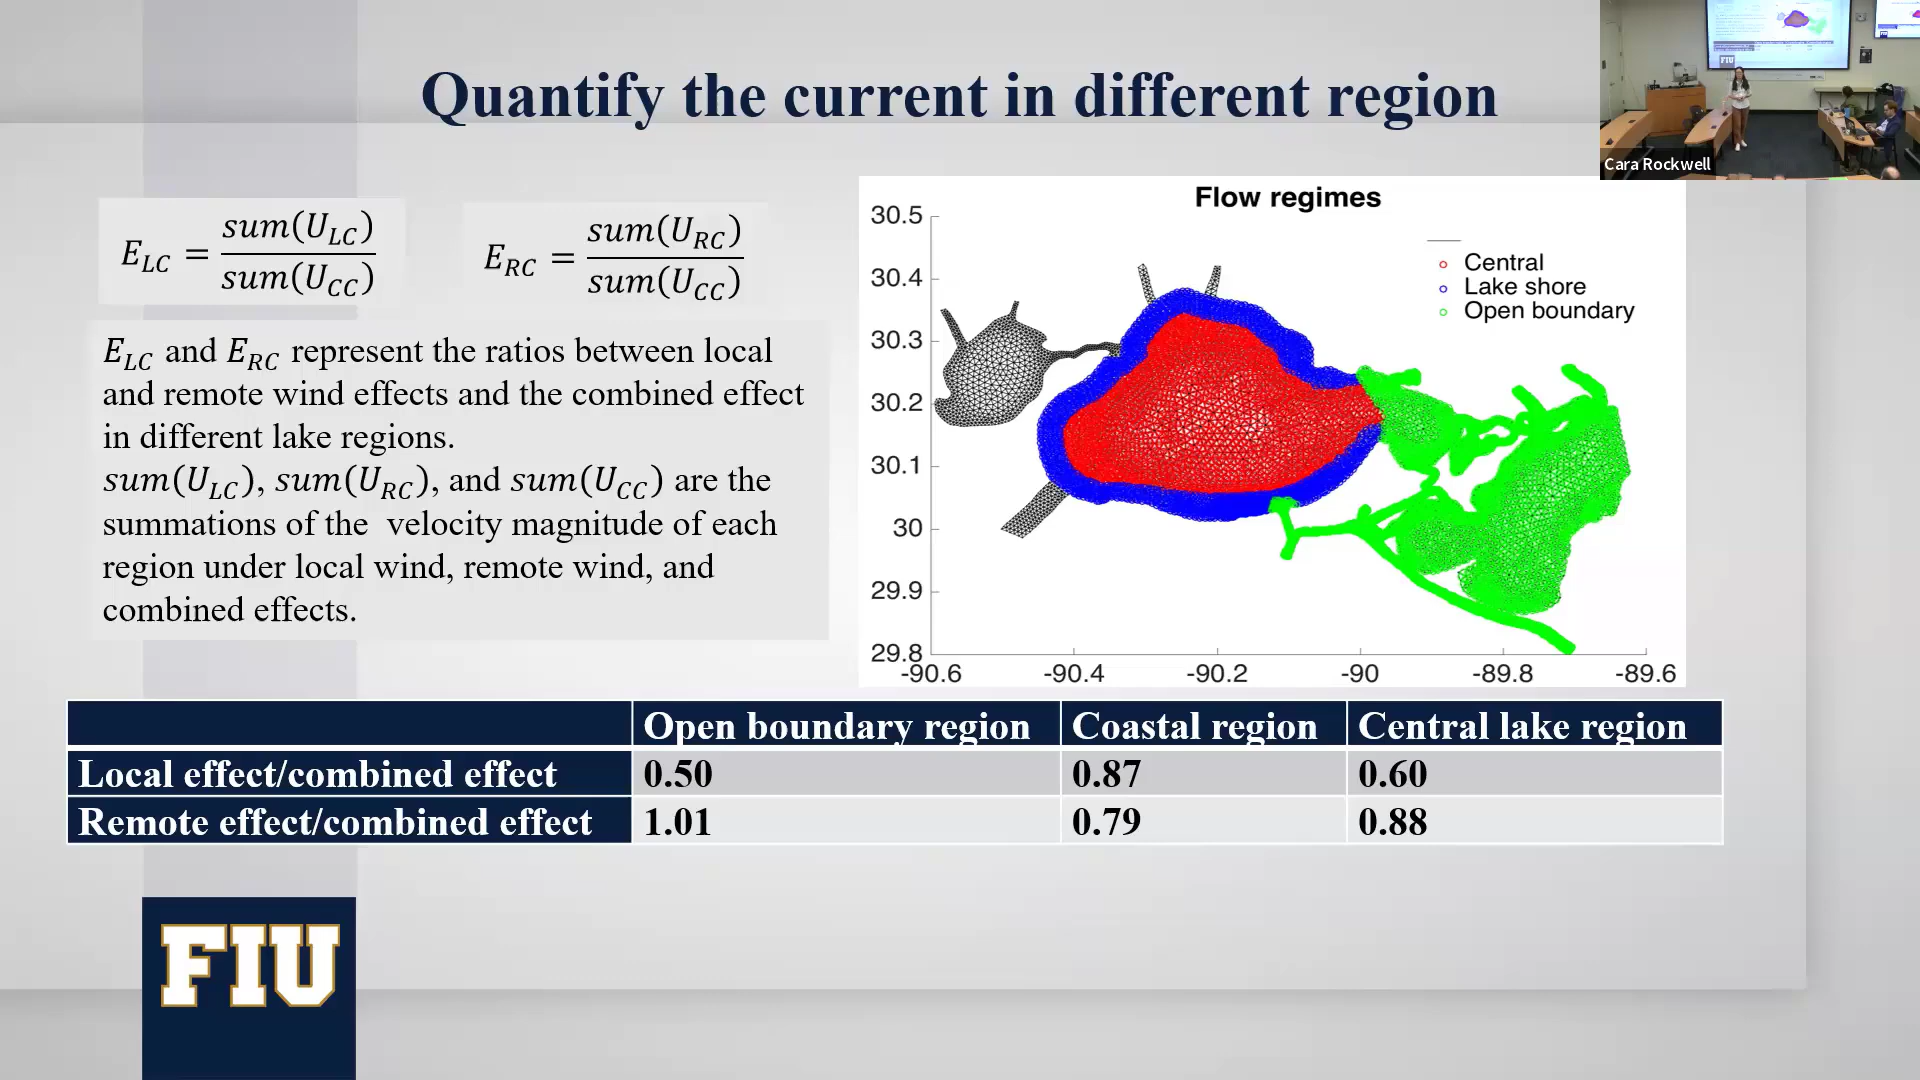 Quantify the current in different region
Cara Rockwell
E_LC = sum(U_LC) / sum(U_CC)
E_RC = sum(U_RC) / sum(U_CC)
E_LC and E_RC represent the ratios between local
and remote wind effects and the combined effect
in different lake regions.
sum(U_LC), sum(U_RC), and sum(U_CC) are the
summations of the velocity magnitude of each
region under local wind, remote wind, and
combined effects.
Flow regimes
Central
Lake shore
Open boundary
30.5
30.4
30.3
30.2
30.1
30
29.9
29.8
-90.6 -90.4 -90.2 -90 -89.8 -89.6
Open boundary region Coastal region Central lake region
Local effect/combined effect 0.50 0.87 0.60
Remote effect/combined effect 1.01 0.79 0.88
FIU